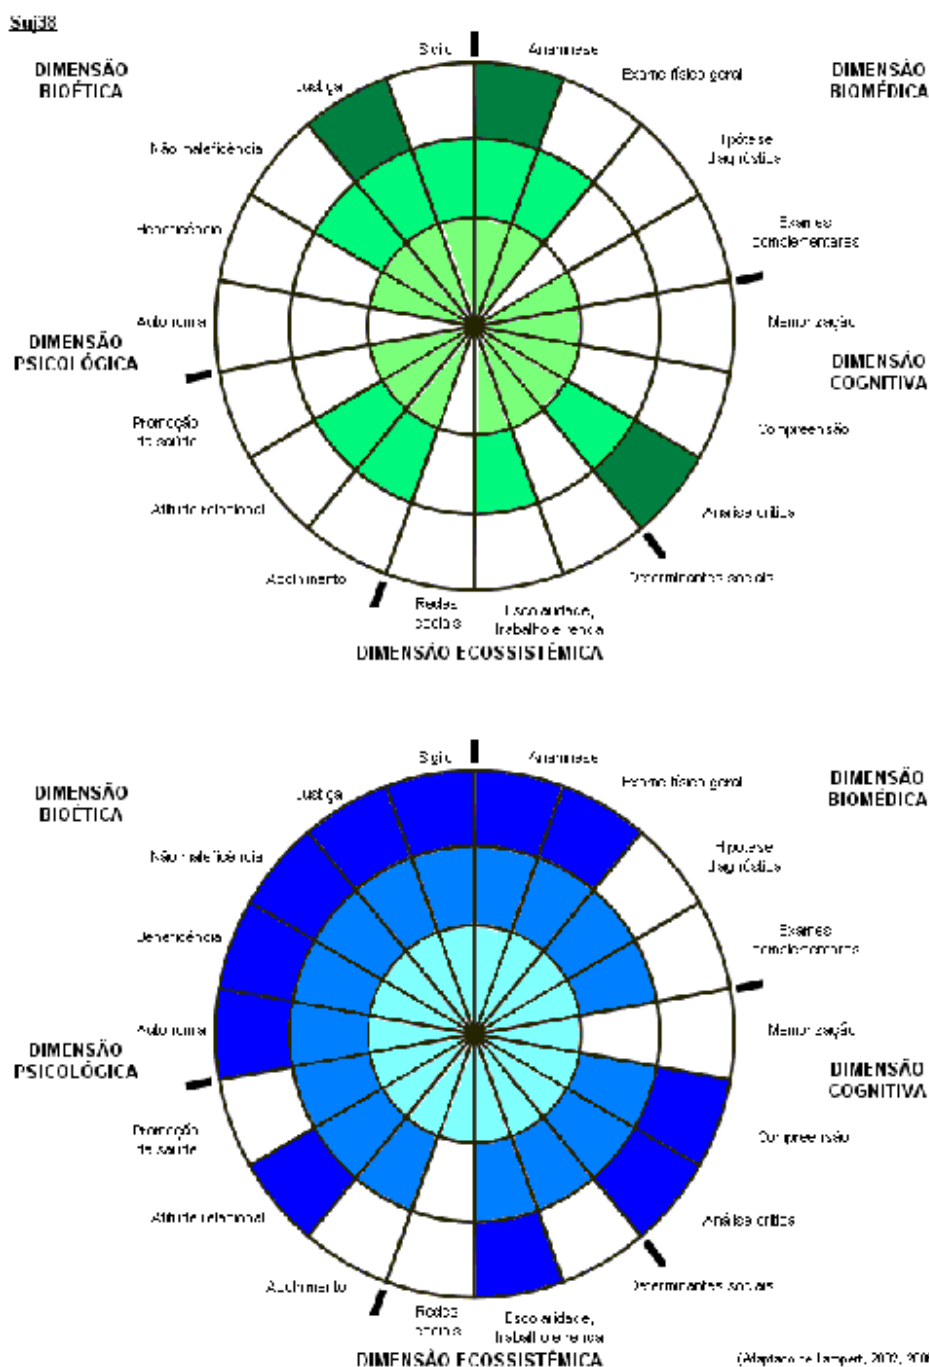 Suj38
Sigilo
Anamnese
DIMENSÃO
BIOÉTICA
Justiça
Exame físico geral
DIMENSÃO
BIOMÉDICA
Não maleficência
Hipótese
diagnóstica
Beneficência
Exames
complementares
Autonomia
Memorização
DIMENSÃO
PSICOLÓGICA
DIMENSÃO
COGNITIVA
Promoção
da saúde
Compreensão
Atitude relacional
Análise crítica
Acolhimento
Determinantes sociais
Redes
sociais
Escolaridade,
trabalho e renda
DIMENSÃO ECOSSISTÊMICA
Sigilo
Anamnese
DIMENSÃO
BIOÉTICA
Justiça
Exame físico geral
DIMENSÃO
BIOMÉDICA
Não maleficência
Hipótese
diagnóstica
Beneficência
Exames
complementares
Autonomia
Memorização
DIMENSÃO
PSICOLÓGICA
DIMENSÃO
COGNITIVA
Promoção
da saúde
Compreensão
Atitude relacional
Análise crítica
Acolhimento
Determinantes sociais
Redes
sociais
Escolaridade,
trabalho e renda
DIMENSÃO ECOSSISTÊMICA
(Adaptado de Lampert, 2002,